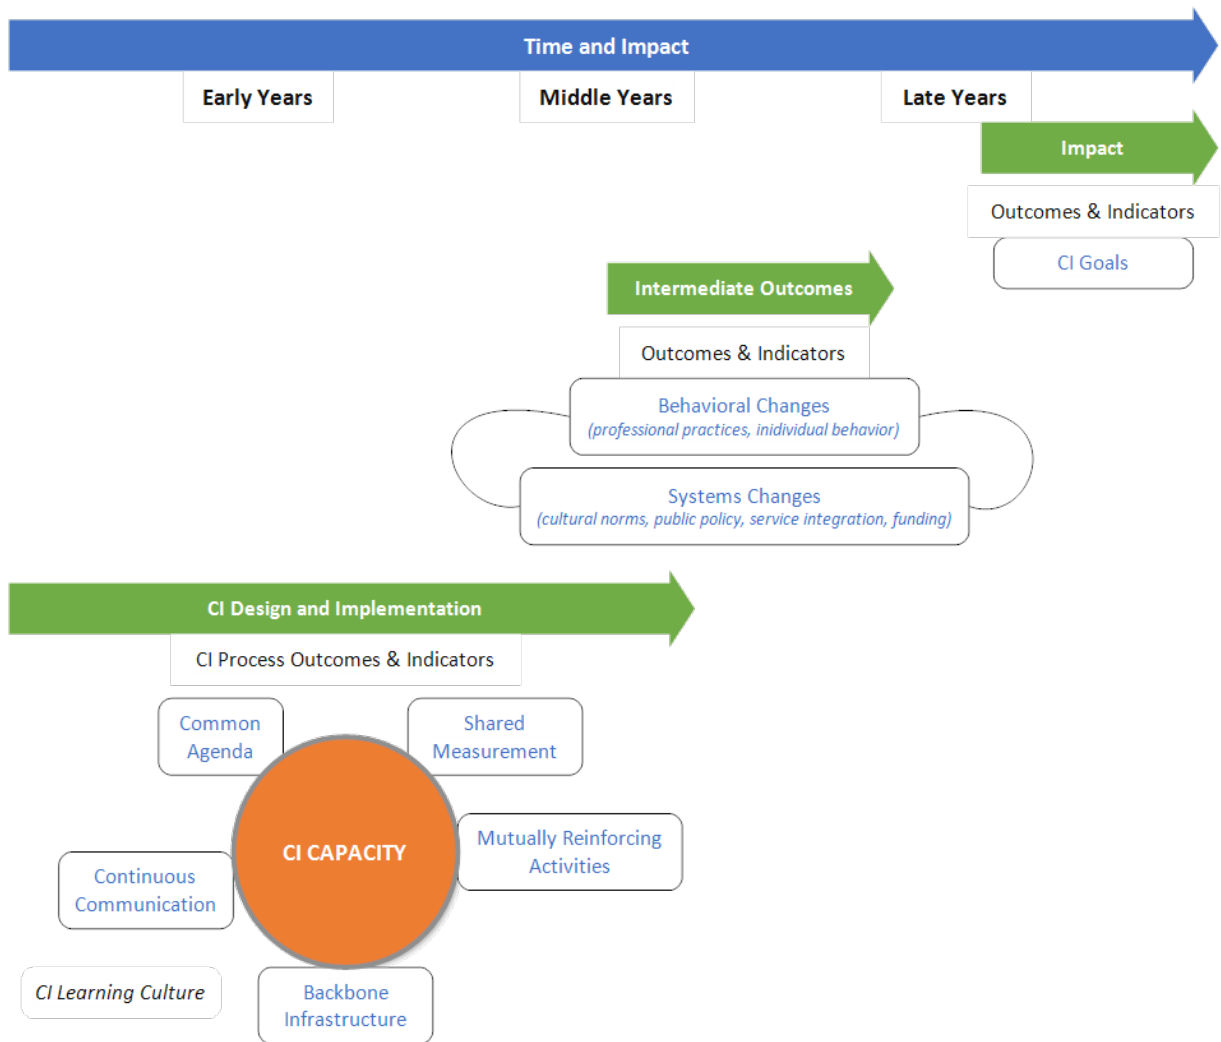 Time and Impact
Early Years
Middle Years
Late Years
Impact
Outcomes & Indicators
CI Goals
Intermediate Outcomes
Outcomes & Indicators
Behavioral Changes
(professional practices, inidividual behavior)
Systems Changes
(cultural norms, public policy, service integration, funding)
CI Design and Implementation
CI Process Outcomes & Indicators
Common
Agenda
Shared
Measurement
CI CAPACITY
Mutually Reinforcing
Activities
Continuous
Communication
CI Learning Culture
Backbone
Infrastructure